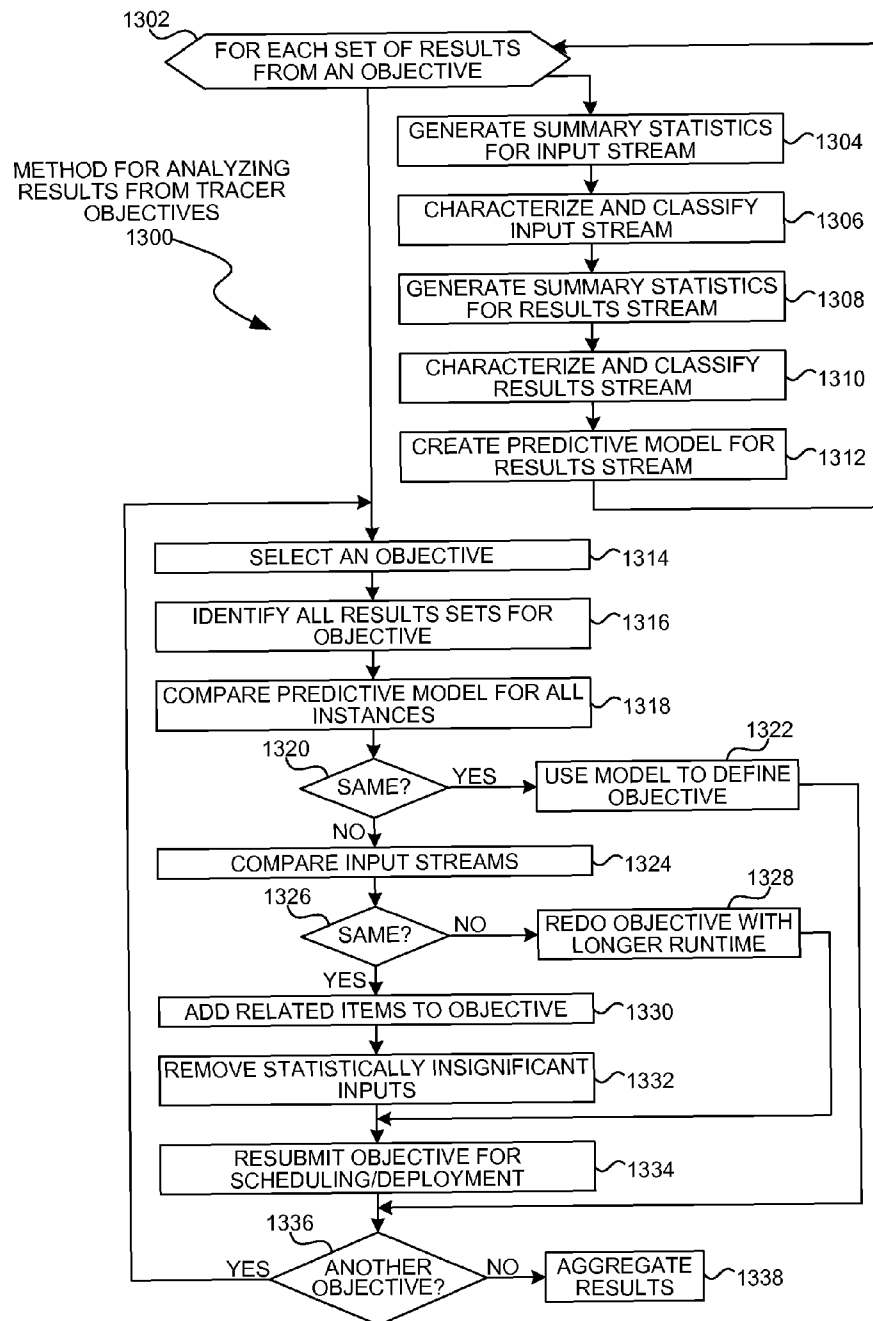 1302
FOR EACH SET OF RESULTS
FROM AN OBJECTIVE
GENERATE SUMMARY STATISTICS
FOR INPUT STREAM
1304
METHOD FOR ANALYZING
RESULTS FROM TRACER
OBJECTIVES
1300
CHARACTERIZE AND CLASSIFY
INPUT STREAM
1306
GENERATE SUMMARY STATISTICS
FOR RESULTS STREAM
1308
CHARACTERIZE AND CLASSIFY
RESULTS STREAM
1310
CREATE PREDICTIVE MODEL FOR
RESULTS STREAM
1312
SELECT AN OBJECTIVE
1314
IDENTIFY ALL RESULTS SETS FOR
OBJECTIVE
1316
COMPARE PREDICTIVE MODEL FOR ALL
INSTANCES
1318
1320
SAME?
YES
1322
USE MODEL TO DEFINE
OBJECTIVE
NO
COMPARE INPUT STREAMS
1324
1326
SAME?
NO
1328
REDO OBJECTIVE WITH
LONGER RUNTIME
YES
ADD RELATED ITEMS TO OBJECTIVE
1330
REMOVE STATISTICALLY INSIGNIFICANT
INPUTS
1332
RESUBMIT OBJECTIVE FOR
SCHEDULING/DEPLOYMENT
1334
1336
YES
ANOTHER
OBJECTIVE?
NO
AGGREGATE
RESULTS
1338